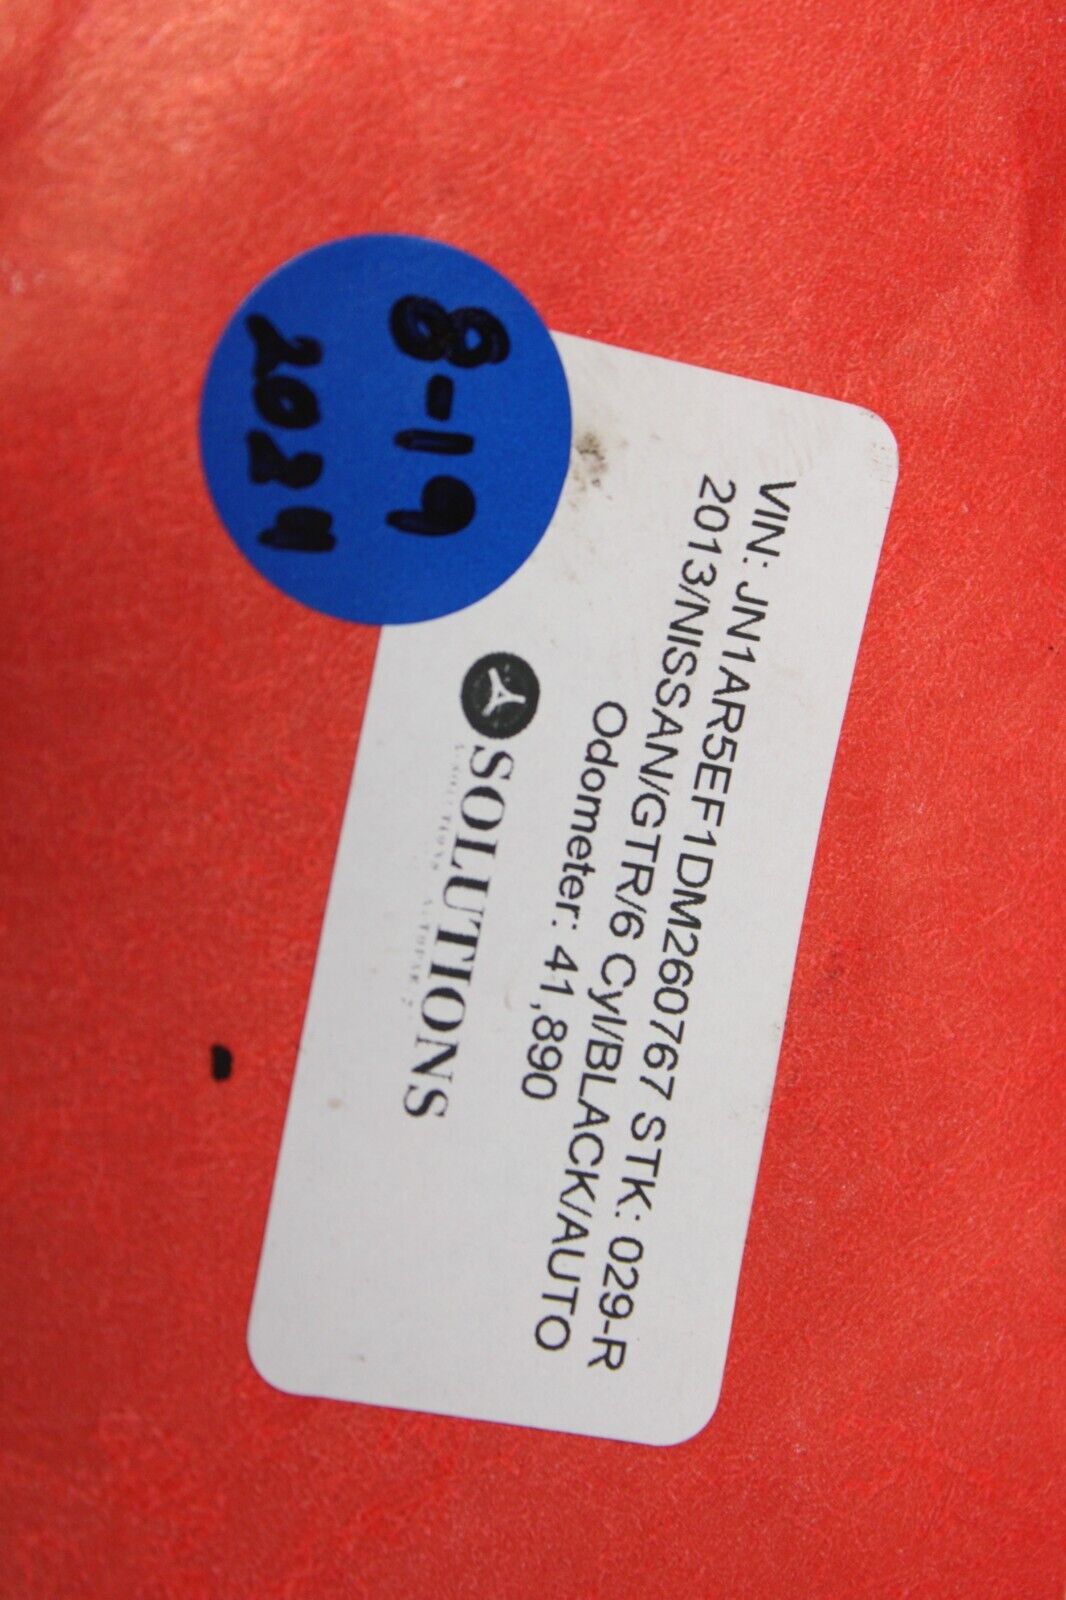 8-19
2024
VIN: JN1AR5EF1DM260767 STK: 029-R
2013/NISSAN/GTR/6 Cyl/BLACK/AUTO
Odometer: 41,890
SOLUTIONS